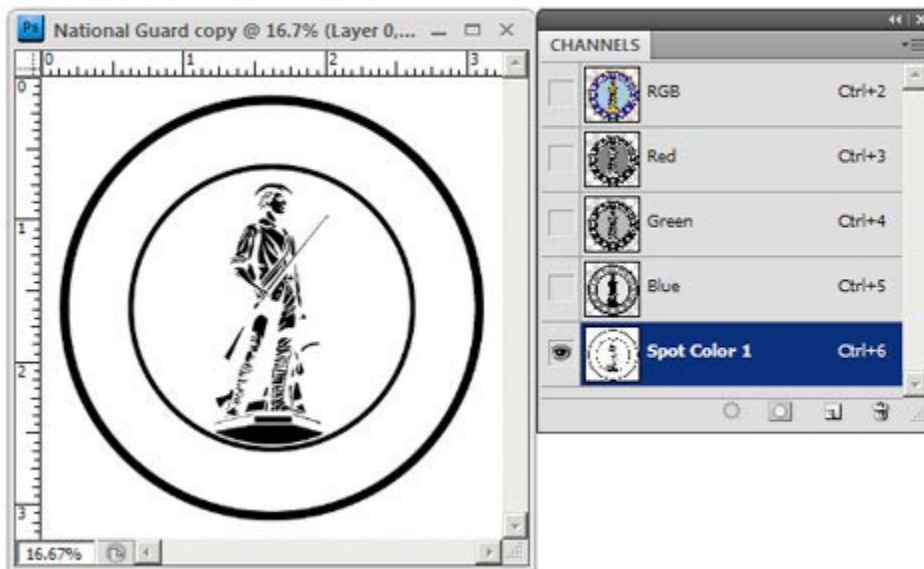 Ps National Guard copy @ 16.7% (Layer 0,...
0 1 2 3
0
1
2
3
16.67%
CHANNELS
RGB Ctrl+2
Red Ctrl+3
Green Ctrl+4
Blue Ctrl+5
Spot Color 1 Ctrl+6